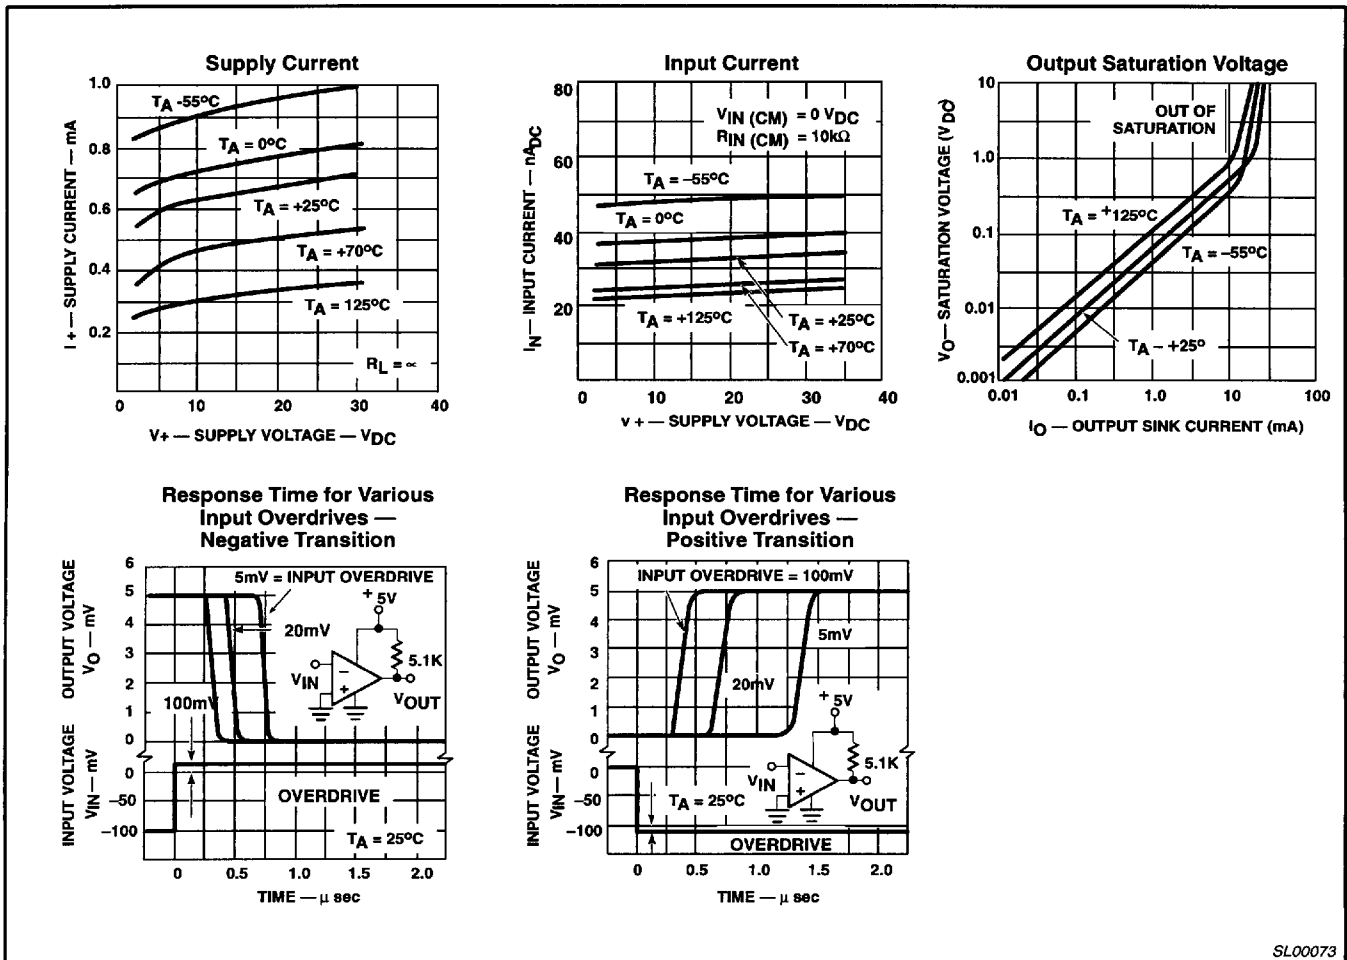 Supply Current
I + — SUPPLY CURRENT — mA
1.0
0.8
0.6
0.4
0.2
TA -55°C
TA = 0°C
TA = +25°C
TA = +70°C
TA = 125°C
RL = ∝
0 10 20 30 40
V+ — SUPPLY VOLTAGE — VDC
Input Current
IN — INPUT CURRENT — nADC
80
60
40
20
0
VIN (CM) = 0 VDC
RIN (CM) = 10kΩ
TA = –55°C
TA = 0°C
TA = +25°C
TA = +125°C
TA = +70°C
0 10 20 30 40
v + — SUPPLY VOLTAGE — VDC
Output Saturation Voltage
VO — SATURATION VOLTAGE (VDC)
10
1.0
0.1
0.01
0.001
OUT OF
SATURATION
TA = +125°C
TA = –55°C
TA – +25°
0.01 0.1 1.0 10 100
IO — OUTPUT SINK CURRENT (mA)
Response Time for Various
Input Overdrives —
Negative Transition
OUTPUT VOLTAGE
VO — mV
6
5
4
3
2
1
0
5mV = INPUT OVERDRIVE
20mV
100mV
+ 5V
5.1K
VIN
–
+
VOUT
INPUT VOLTAGE
VIN — mV
0
–50
–100
OVERDRIVE
TA = 25°C
0 0.5 1.0 1.5 2.0
TIME — µ sec
Response Time for Various
Input Overdrives —
Positive Transition
OUTPUT VOLTAGE
VO — mV
6
5
4
3
2
1
0
INPUT OVERDRIVE = 100mV
5mV
20mV
+ 5V
5.1K
VIN
–
+
VOUT
INPUT VOLTAGE
VIN — mV
0
–50
–100
TA = 25°C
OVERDRIVE
0 0.5 1.0 1.5 2.0
TIME — µ sec
SL00073